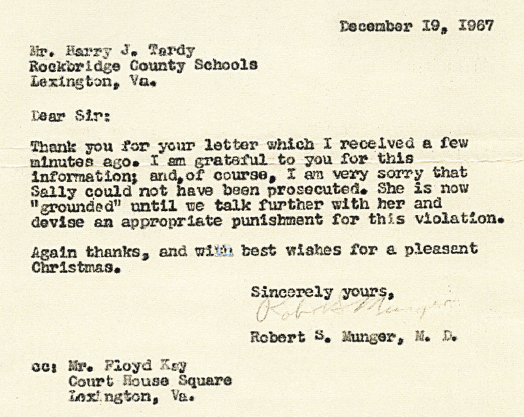 December 19, 1967
Mr. Harry J. Tardy
Rockbridge County Schools
Lexington, Va.
Dear Sir:
Thank you for your letter which I received a few
minutes ago. I am grateful to you for this
information; and,of course, I am very sorry that
Sally could not have been prosecuted. She is now
"grounded" until we talk further with her and
devise an appropriate punishment for this violation.
Again thanks, and with best wishes for a pleasant
Christmas.
Sincerely yours,
Robt S Munger
Robert S. Munger, M. D.
cc: Mr. Floyd Kay
Court House Square
Lexington, Va.